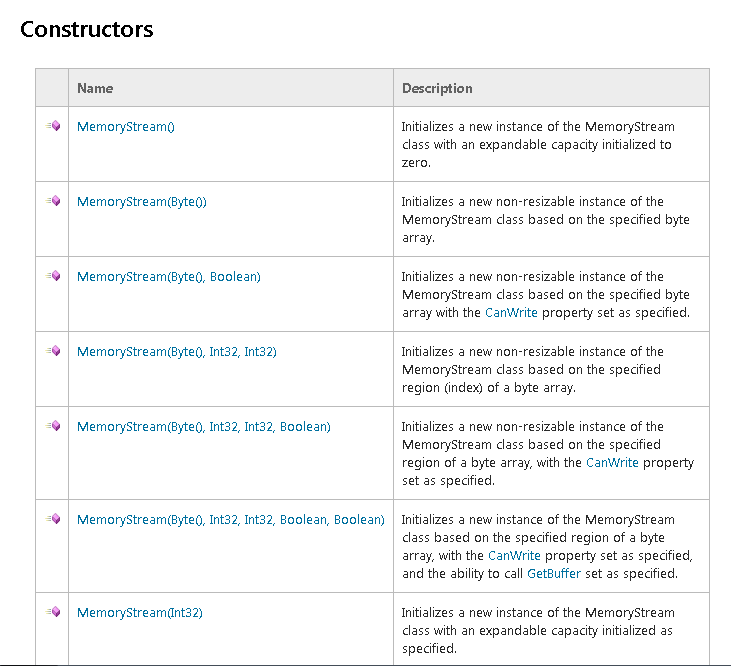 Constructors
Name
Description
MemoryStream()
Initializes a new instance of the MemoryStream
class with an expandable capacity initialized to
zero.
MemoryStream(Byte())
Initializes a new non-resizable instance of the
MemoryStream class based on the specified byte
array.
MemoryStream(Byte(), Boolean)
Initializes a new non-resizable instance of the
MemoryStream class based on the specified byte
array with the CanWrite property set as specified.
MemoryStream(Byte(), Int32, Int32)
Initializes a new non-resizable instance of the
MemoryStream class based on the specified
region (index) of a byte array.
MemoryStream(Byte(), Int32, Int32, Boolean)
Initializes a new non-resizable instance of the
MemoryStream class based on the specified
region of a byte array, with the CanWrite property
set as specified.
MemoryStream(Byte(), Int32, Int32, Boolean, Boolean)
Initializes a new instance of the MemoryStream
class based on the specified region of a byte
array, with the CanWrite property set as specified,
and the ability to call GetBuffer set as specified.
MemoryStream(Int32)
Initializes a new instance of the MemoryStream
class with an expandable capacity initialized as
specified.